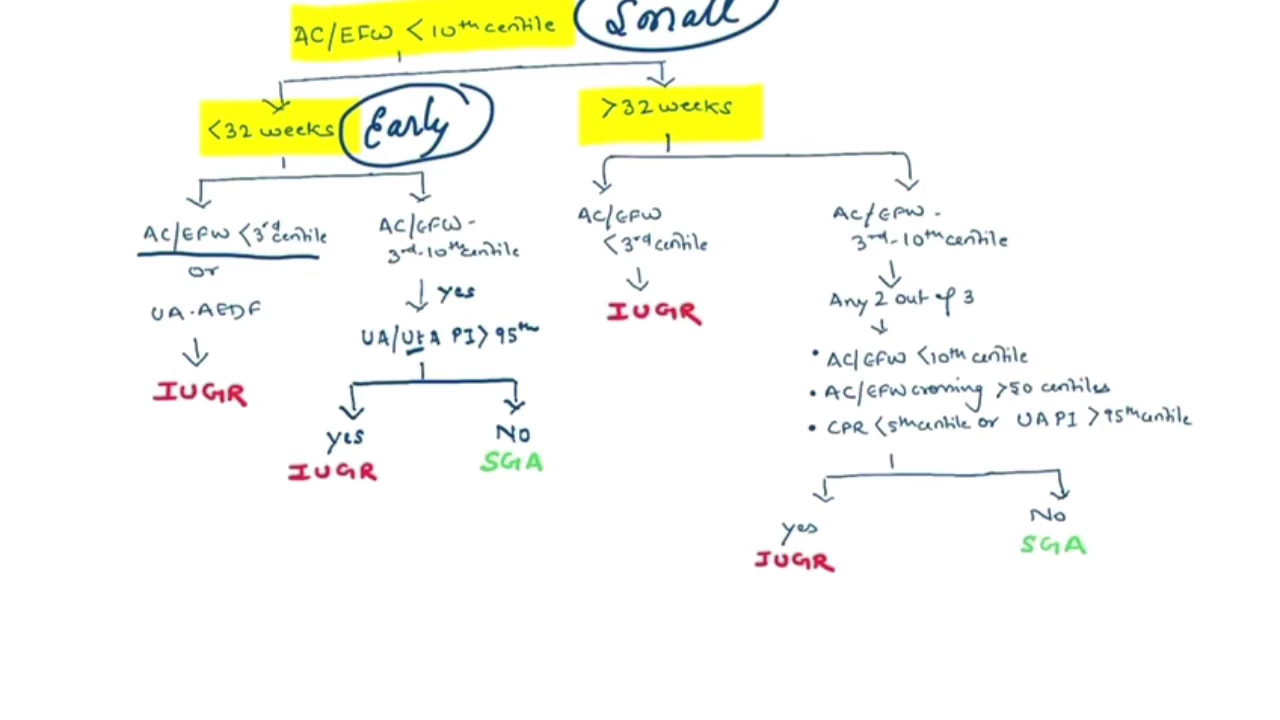 Small
AC/EFW <10th centile
<32 weeks
Early
>32 weeks
AC/EFW <3rd centile
or
UA-AEDF
IUGR
AC/EFW -
3rd-10th centile
yes
UA/UtA PI > 95th
yes
IUGR
NO
SGA
AC/EFW
<3rd centile
IUGR
AC/EFW -
3rd-10th centile
Any 2 out of 3
• AC/EFW <10th centile
• AC/EFW crossing >50 centiles
• CPR <5th centile or UA PI >95th centile
yes
IUGR
No
SGA